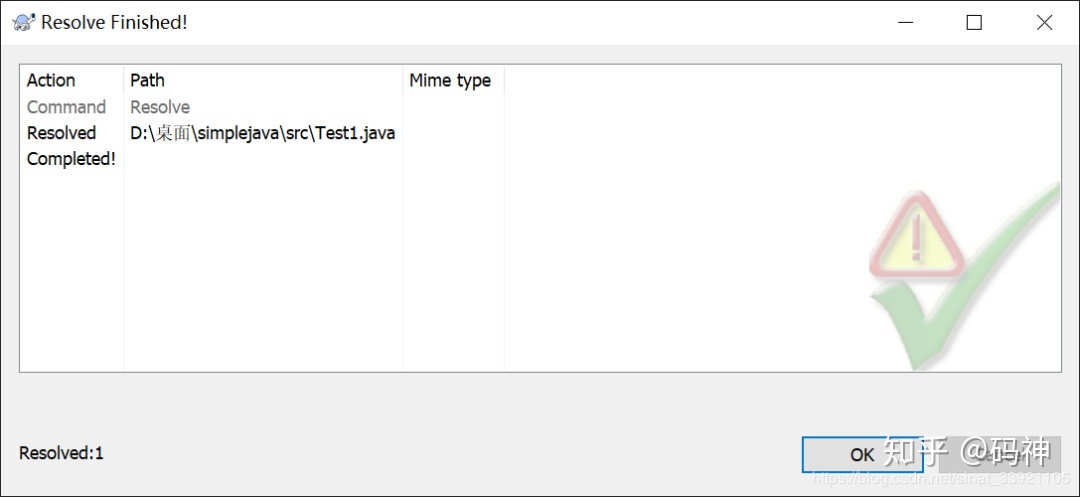 Resolve Finished!
Action Path Mime type
Command Resolve
Resolved D:\桌面\simplejava\src\Test1.java
Completed!
Resolved:1
OK
知乎 @码神
https://blog.csdn.net/sinat_33921105